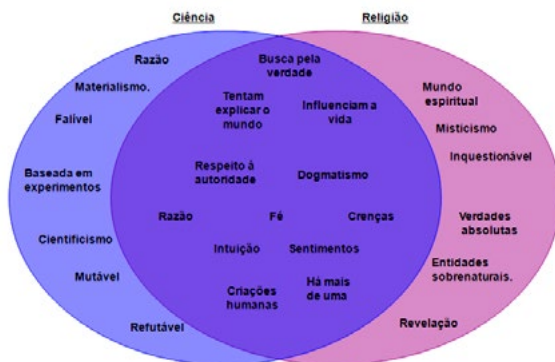 Ciência
Religião
Razão
Materialismo.
Falível
Baseada em
experimentos
Cientificismo
Mutável
Refutável
Busca pela
verdade
Tentam
explicar o
mundo
Influenciam a
vida
Respeito à
autoridade
Dogmatismo
Razão
Fé
Crenças
Intuição
Sentimentos
Criações
humanas
Há mais
de uma
Mundo
espiritual
Misticismo
Inquestionável
Verdades
absolutas
Entidades
sobrenaturais.
Revelação